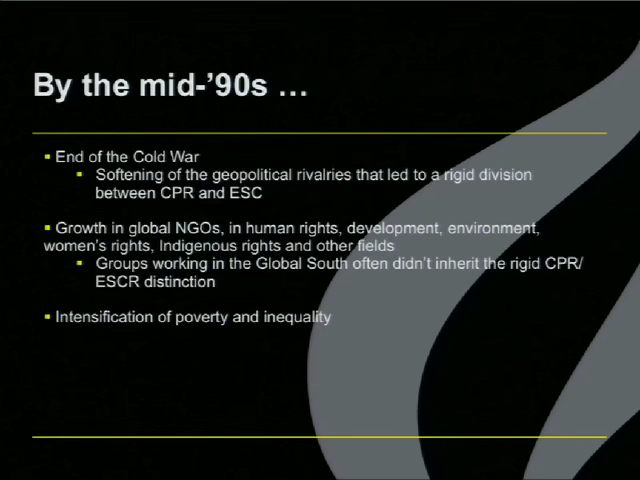 By the mid-’90s …
▪ End of the Cold War
▪ Softening of the geopolitical rivalries that led to a rigid division
between CPR and ESC
▪ Growth in global NGOs, in human rights, development, environment,
women’s rights, Indigenous rights and other fields
▪ Groups working in the Global South often didn’t inherit the rigid CPR/
ESCR distinction
▪ Intensification of poverty and inequality